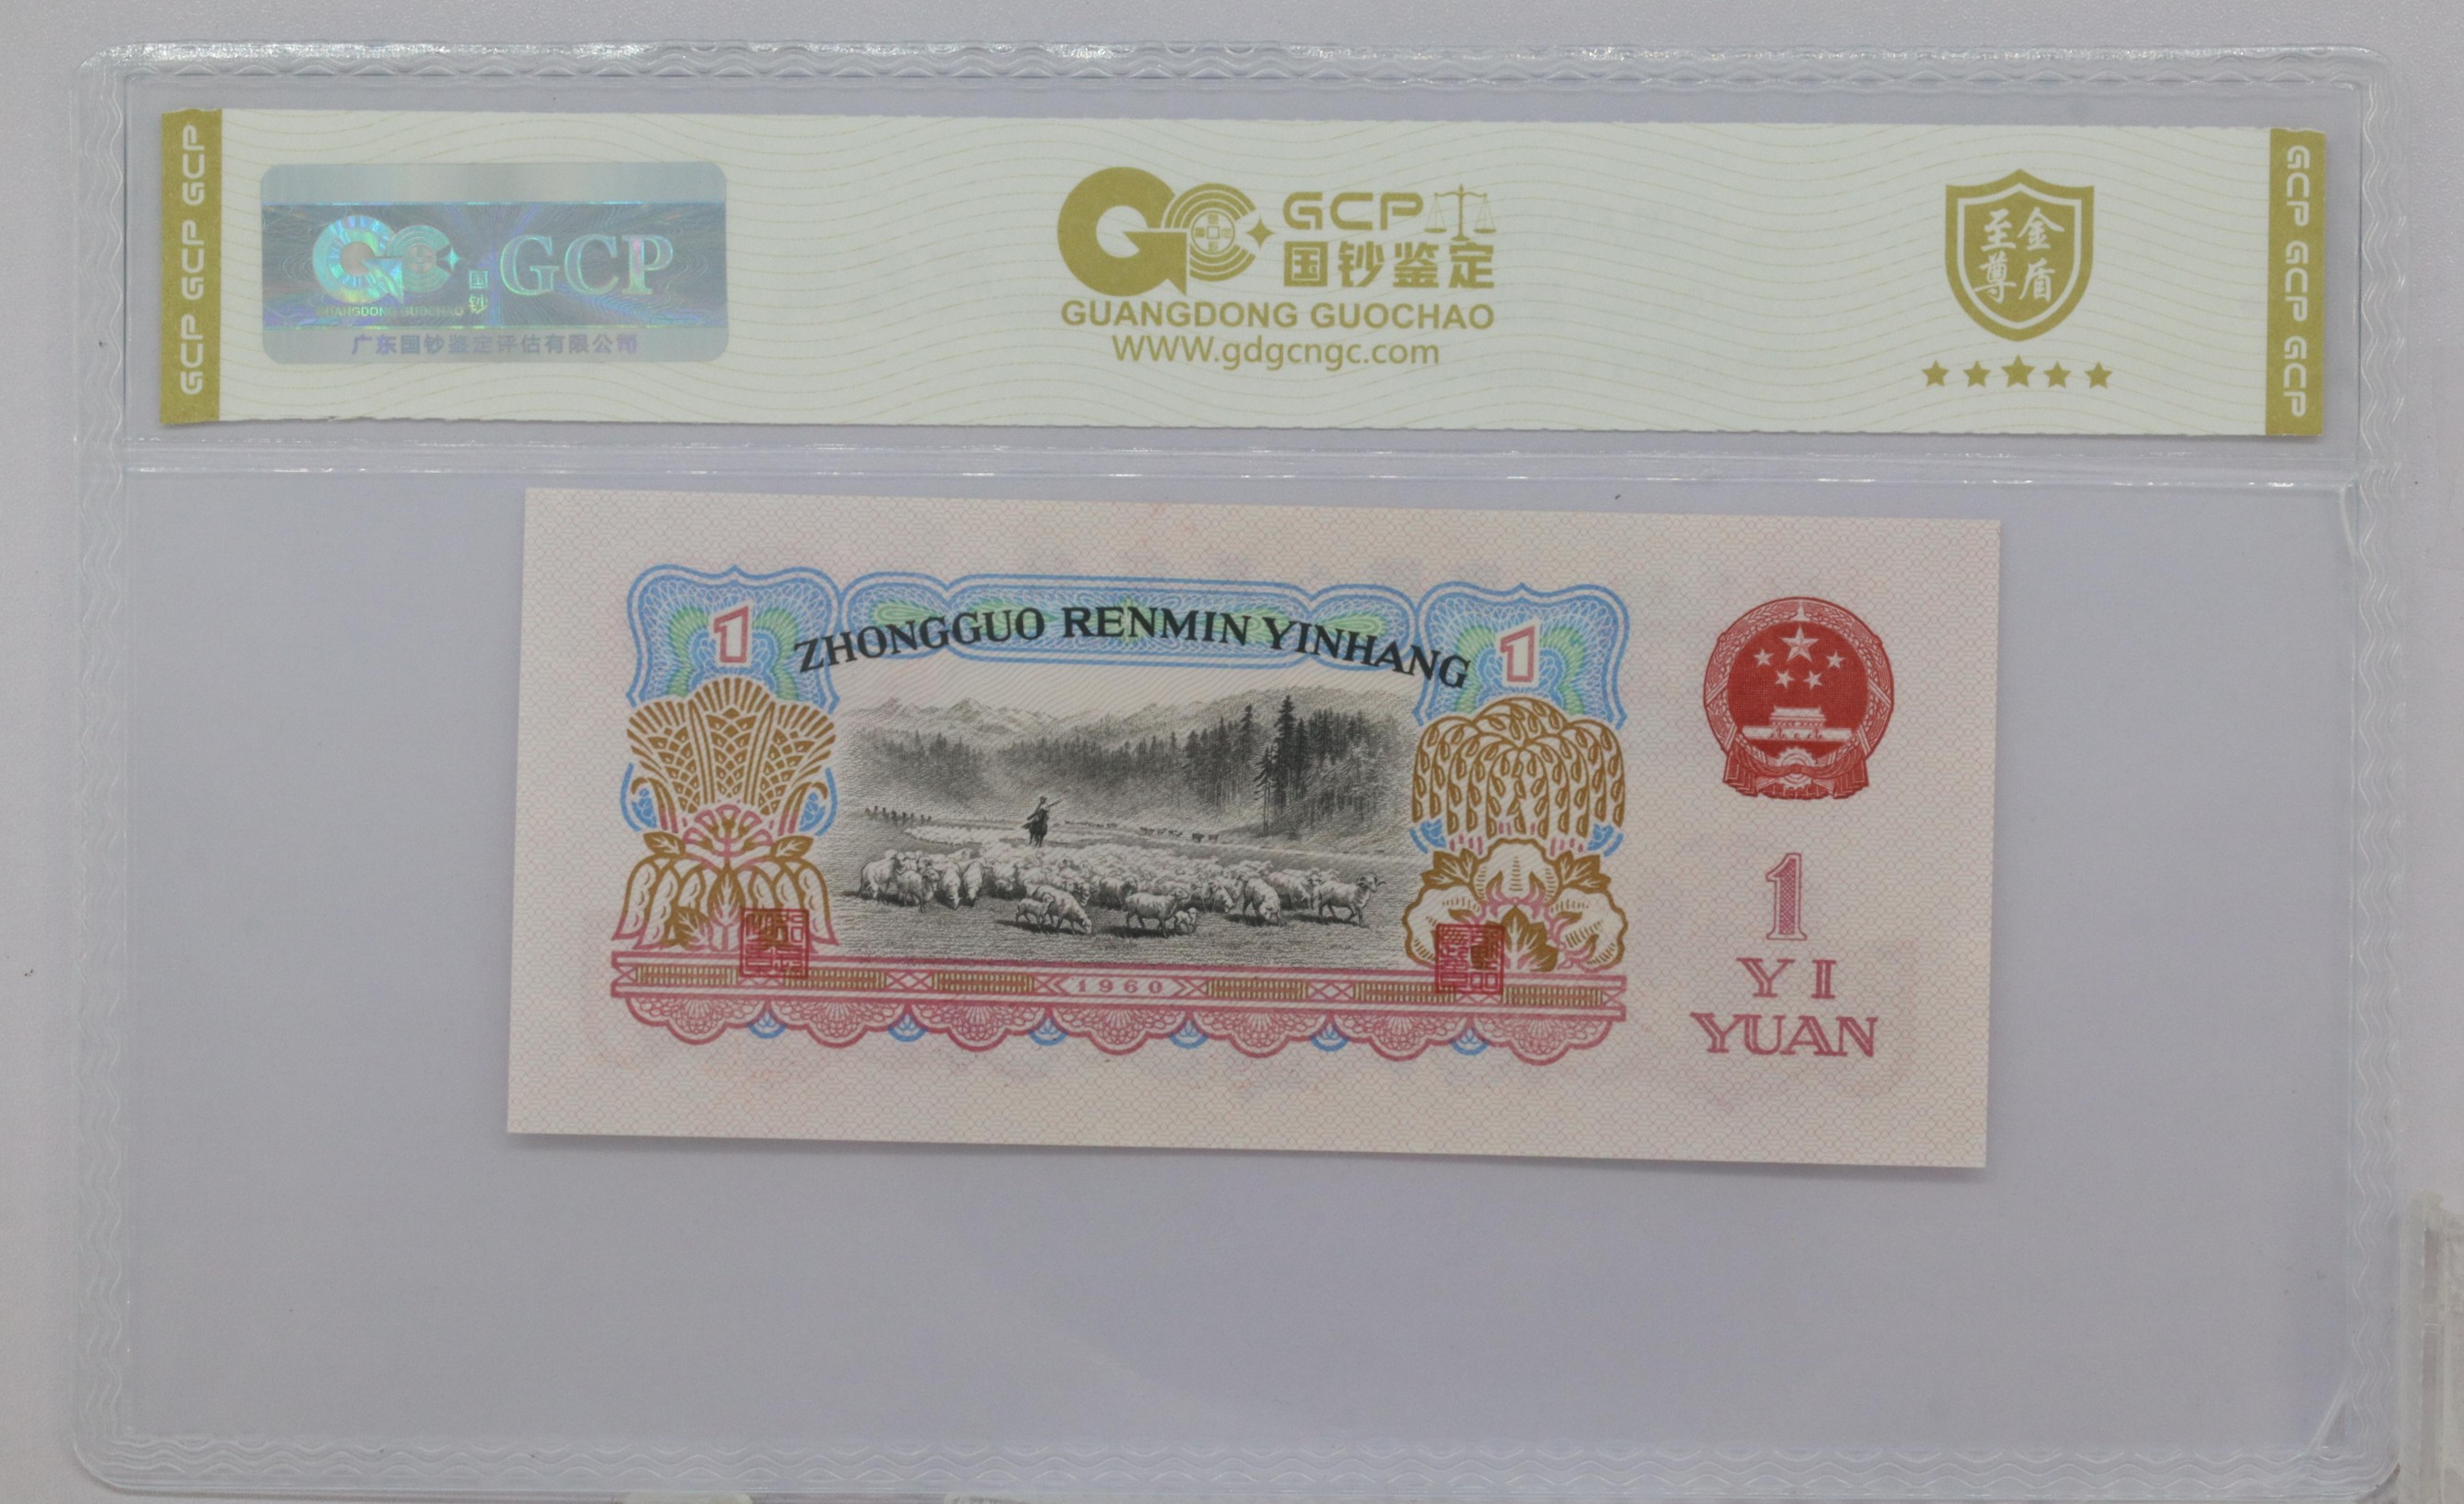 GCP GCP GCP
GCP
国钞
GUANGDONG GUOCHAO
广东国钞鉴定评估有限公司
GCP
国钞鉴定
GUANGDONG GUOCHAO
WWW.gdgcngc.com
至金
尊盾
GCP GCP GCP
1
ZHONGGUO RENMIN YINHANG
1
1960
1
YI
YUAN